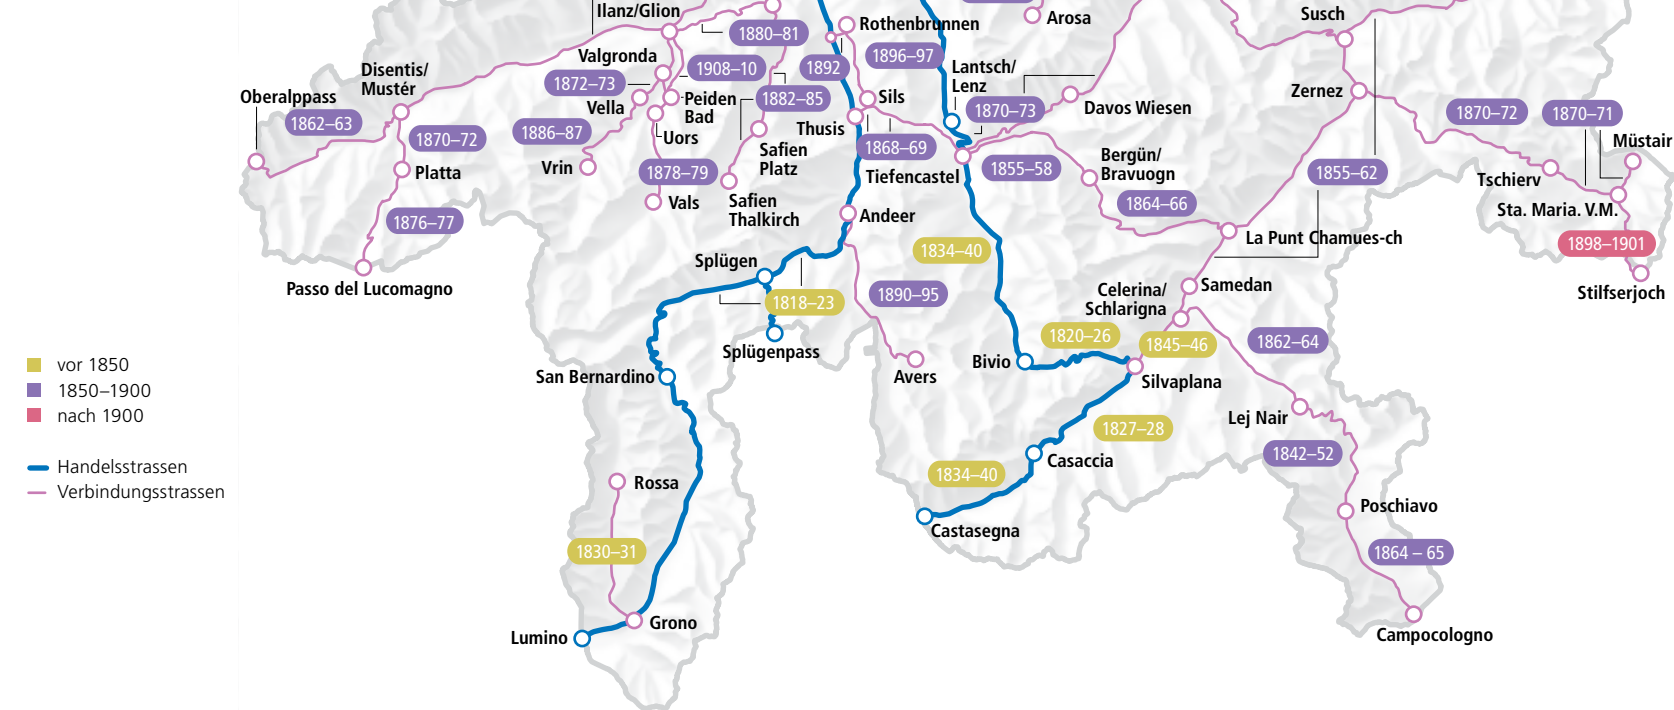 Ilanz/Glion
1880–81
Rothenbrunnen
Arosa
Susch
Valgronda
1908–10
1892
1896–97
Disentis/
Mustér
1872–73
Lantsch/
Lenz
Zernez
Oberalppass
1862–63
Vella
Peiden
Bad
1882–85
Sils
1870–73
Davos Wiesen
1870–72
1870–71
1870–72
1886–87
Uors
Thusis
1868–69
Müstair
Platta
Vrin
1878–79
Safien
Platz
Tiefencastel
1855–58
Bergün/
Bravuogn
1855–62
Tschierv
Vals
Safien
Thalkirch
Andeer
1864–66
Sta. Maria. V.M.
1876–77
1834–40
La Punt Chamues-ch
1898–1901
Splügen
Passo del Lucomagno
1818–23
1890–95
Celerina/
Schlarigna
Samedan
Stilfserjoch
Splügenpass
1820–26
1845–46
1862–64
Bivio
Avers
Silvaplana
San Bernardino
Lej Nair
1827–28
1842–52
Casaccia
1834–40
Rossa
Castasegna
Poschiavo
1830–31
1864 – 65
Grono
Lumino
Campocologno
vor 1850
1850–1900
nach 1900
Handelsstrassen
Verbindungsstrassen